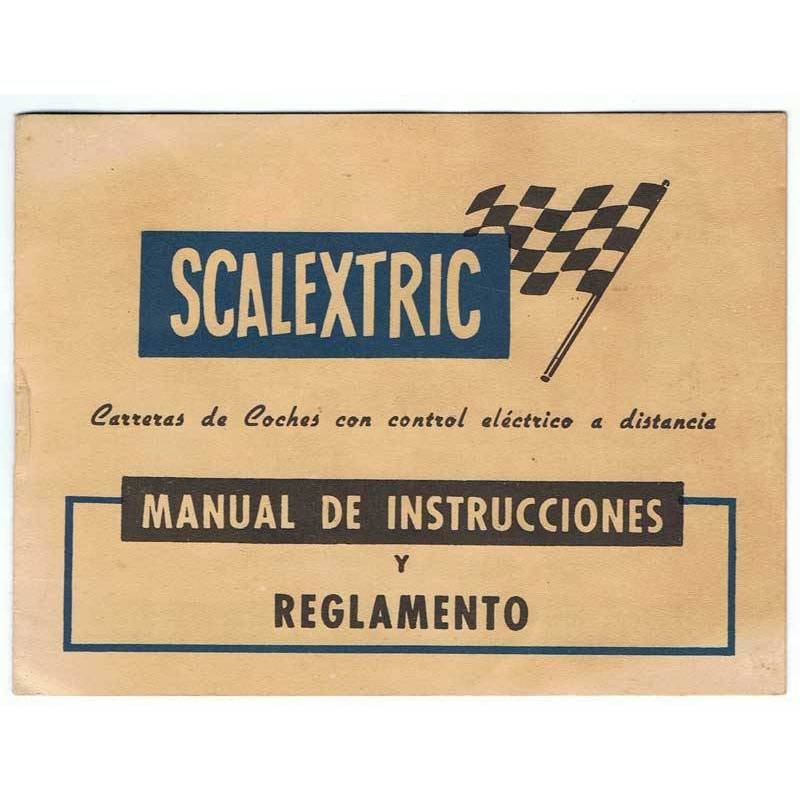 SCALEXTRIC
Carreras de Coches con control eléctrico a distancia
MANUAL DE INSTRUCCIONES
Y
REGLAMENTO